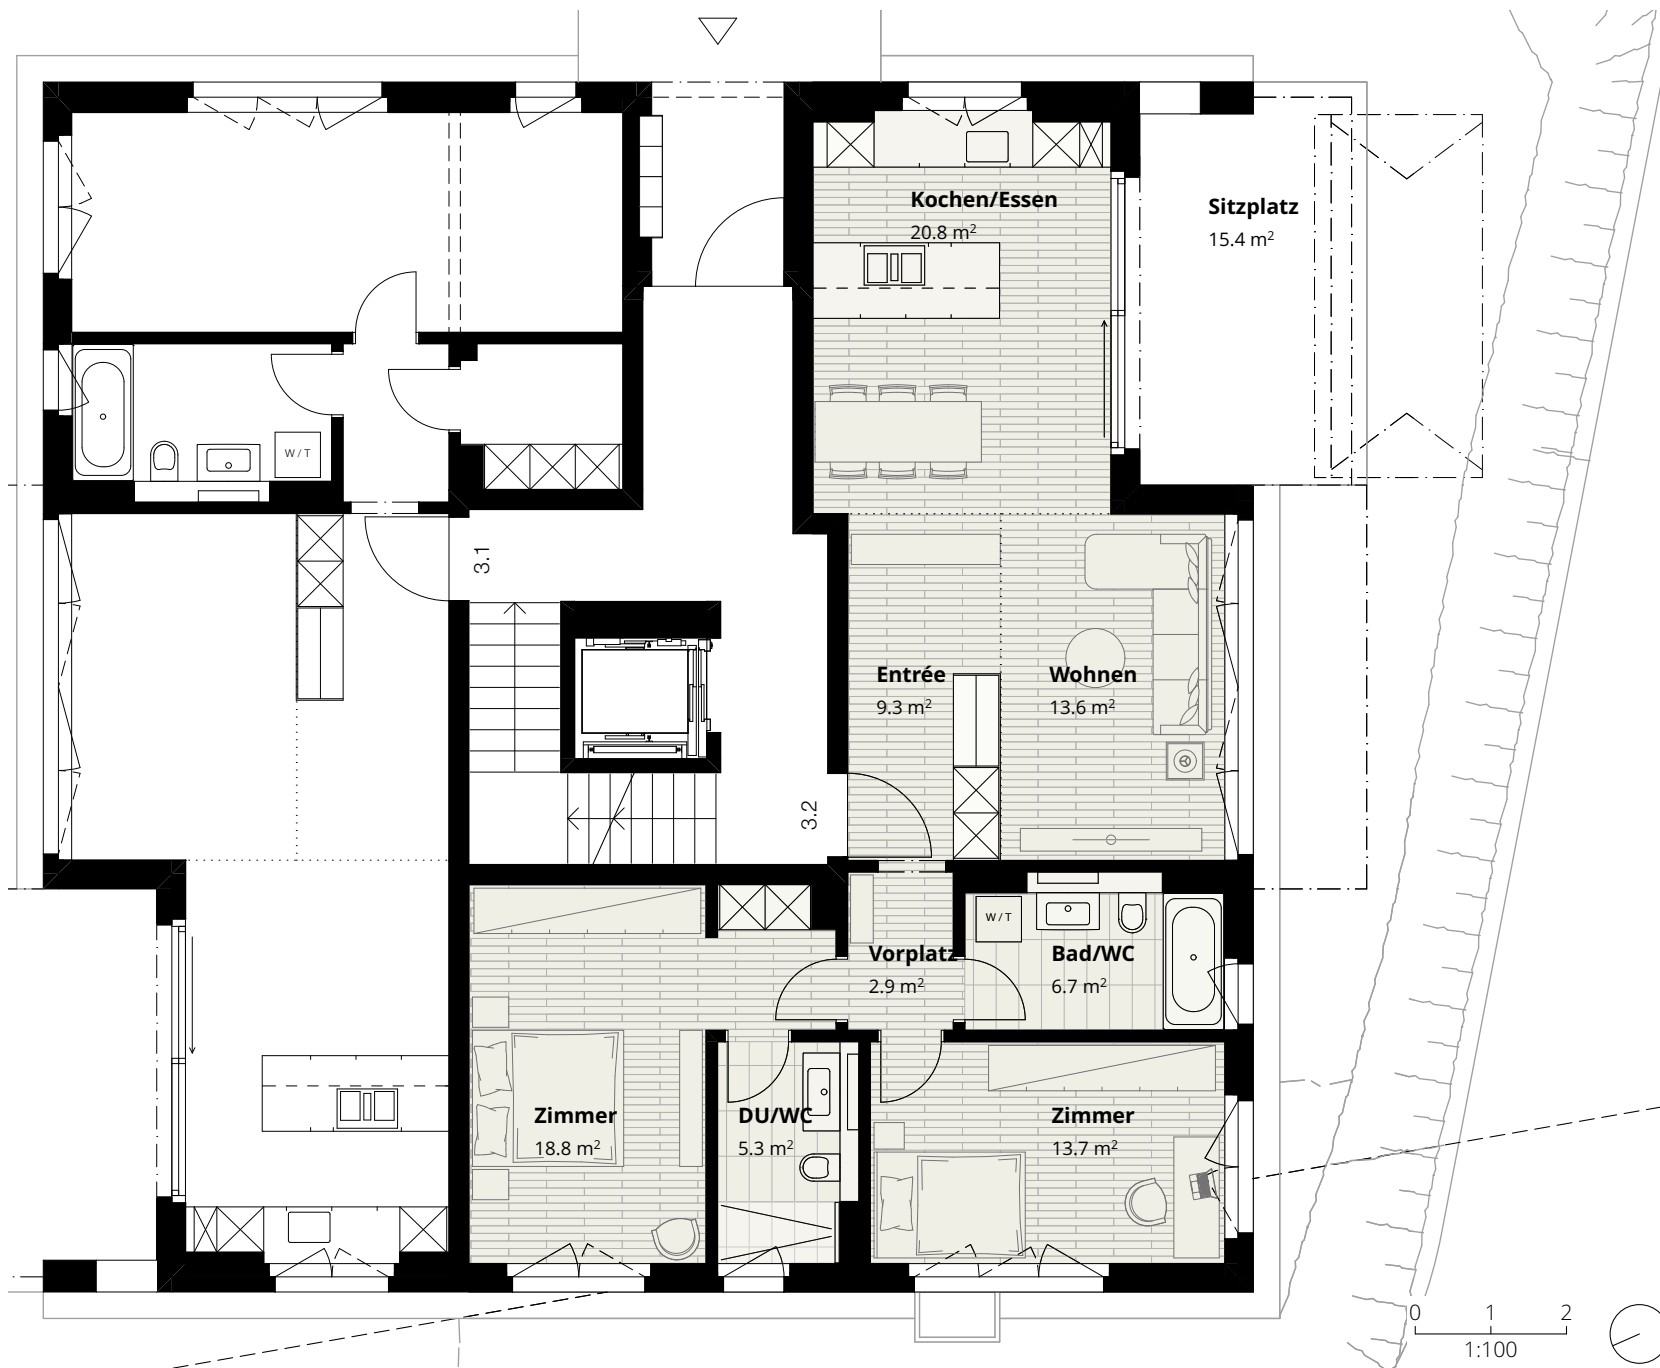 Kochen/Essen
20.8 m²
Sitzplatz
15.4 m²
W/T
3.1
Entrée
9.3 m²
Wohnen
13.6 m²
3.2
W/T
Vorplatz
2.9 m²
Bad/WC
6.7 m²
Zimmer
18.8 m²
DU/WC
5.3 m²
Zimmer
13.7 m²
0 1 2
1:100